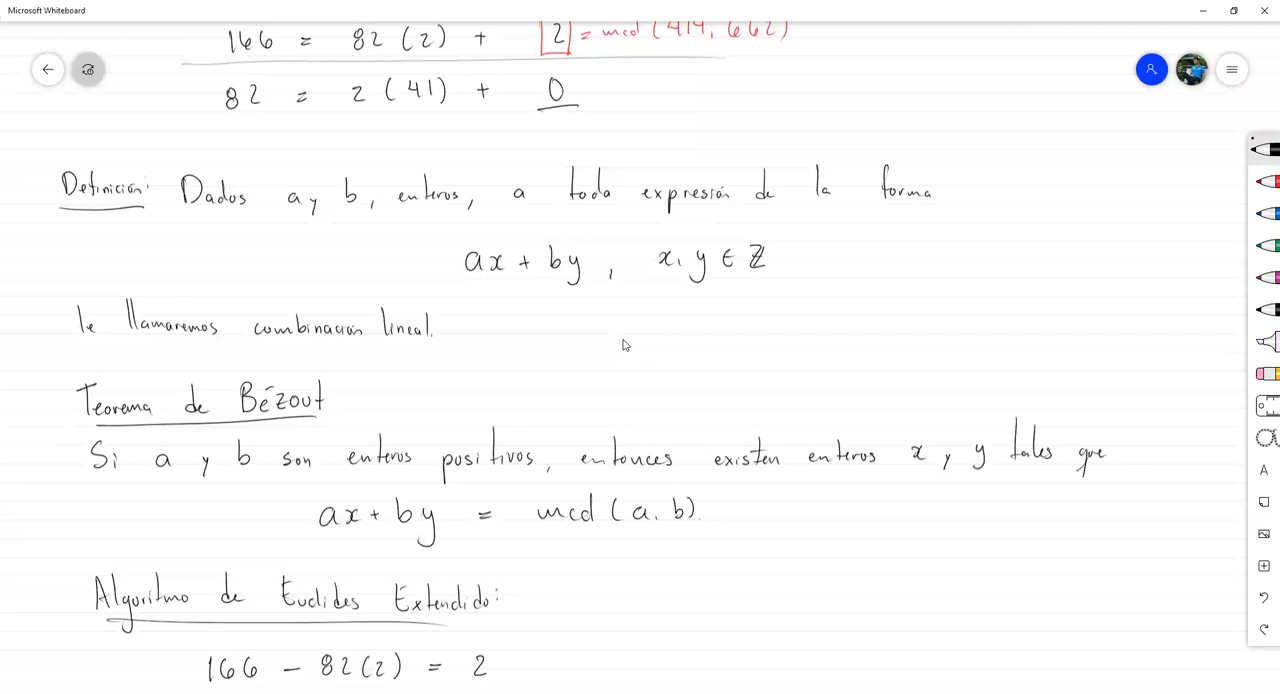 Microsoft Whiteboard
166 = 82 (2) + 2 = mcd (414, 662)
82 = 2 (41) + 0
Definición: Dados a y b, enteros, a toda expresión de la forma
ax + by , x, y ∈ ℤ
le llamaremos combinación lineal.
Teorema de Bézout
Si a y b son enteros positivos, entonces existen enteros x, y tales que
ax + by = mcd (a, b).
Algoritmo de Euclides Extendido:
166 - 82(2) = 2